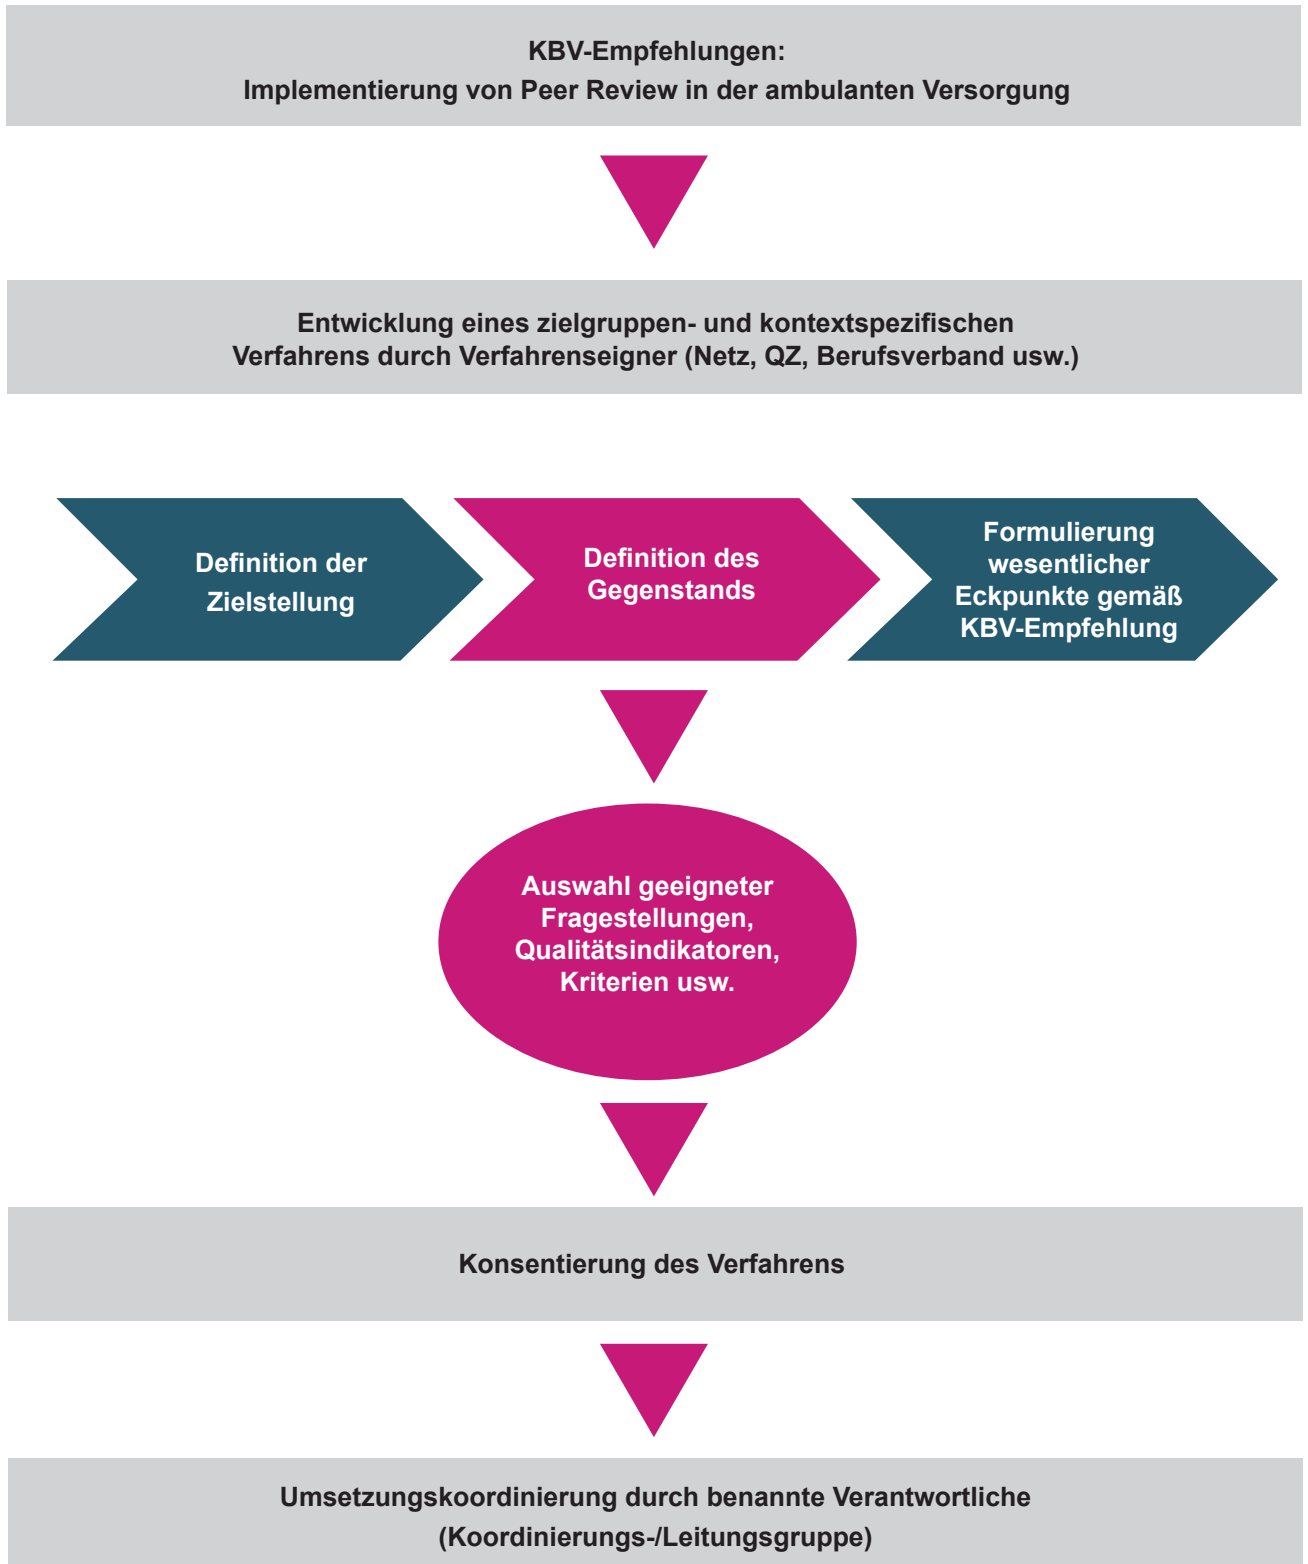 KBV-Empfehlungen:
Implementierung von Peer Review in der ambulanten Versorgung
Entwicklung eines zielgruppen- und kontextspezifischen
Verfahrens durch Verfahrenseigner (Netz, QZ, Berufsverband usw.)
Definition der
Zielstellung
Definition des
Gegenstands
Formulierung
wesentlicher
Eckpunkte gemäß
KBV-Empfehlung
Auswahl geeigneter
Fragestellungen,
Qualitätsindikatoren,
Kriterien usw.
Konsentierung des Verfahrens
Umsetzungskoordinierung durch benannte Verantwortliche
(Koordinierungs-/Leitungsgruppe)